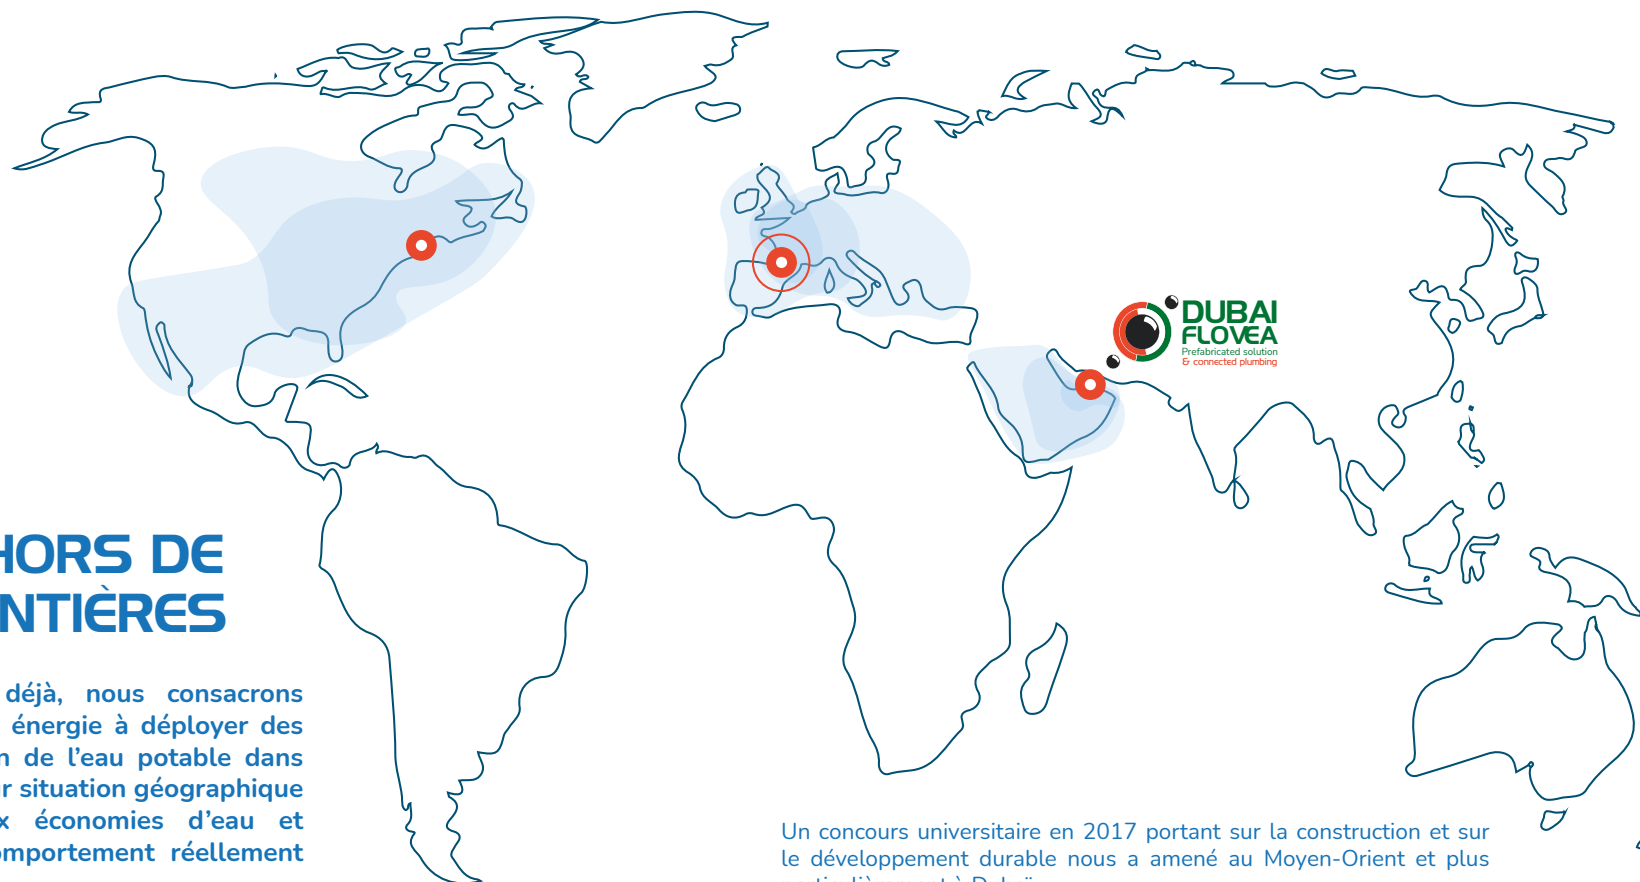 DUBAI
FLOVEA
Prefabricated solution
& connected plumbing
HORS DE
NTIÈRES
déjà, nous consacrons
énergie à déployer des
n de l'eau potable dans
r situation géographique
x économies d'eau et
mportement réellement
Un concours universitaire en 2017 portant sur la construction et sur
le développement durable nous a amené au Moyen-Orient et plus